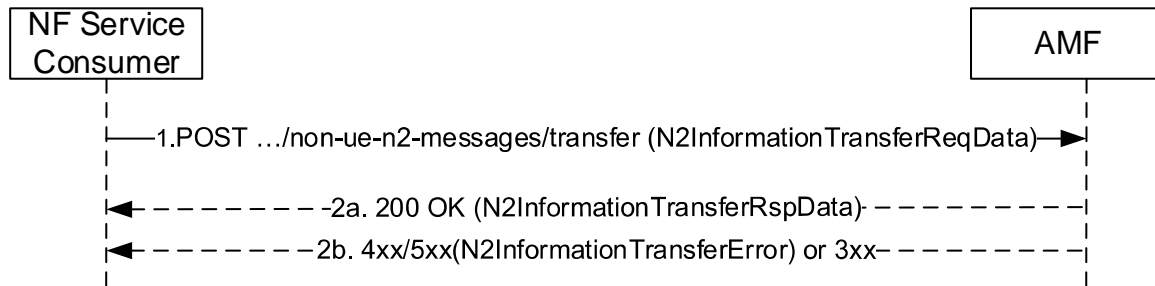 NF Service
Consumer
AMF
1.POST …/non-ue-n2-messages/transfer (N2InformationTransferReqData)
2a. 200 OK (N2InformationTransferRspData)
2b. 4xx/5xx(N2InformationTransferError) or 3xx